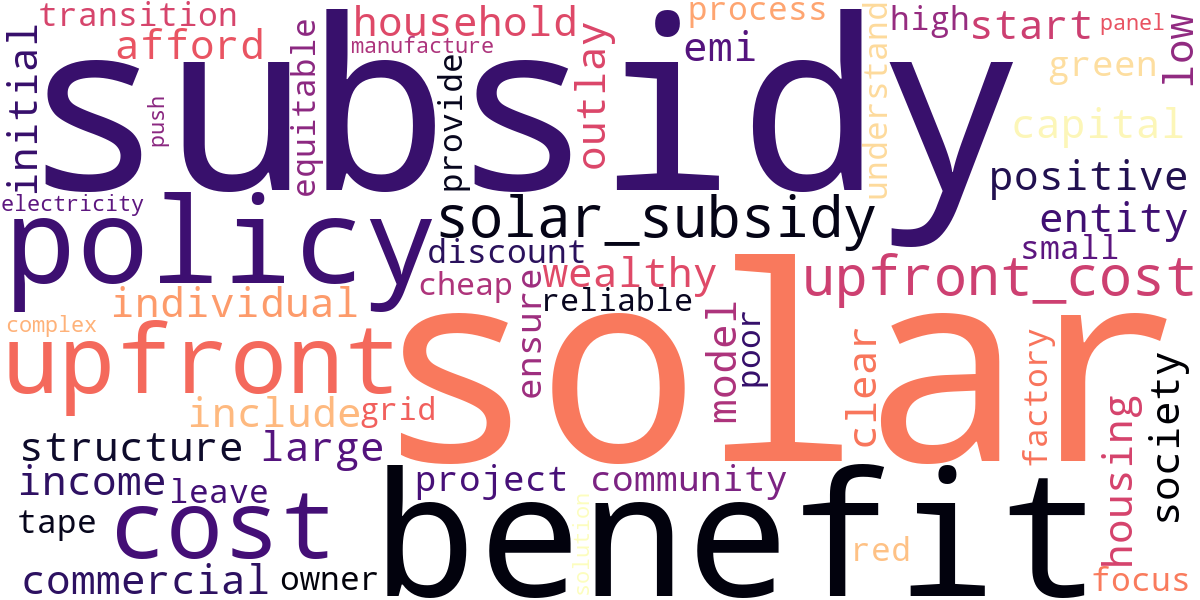 transition
household
process
high
start
panel
afford
manufacture
emi
subsidy
initial
push
equitable
provide
outlay
understand
green
low
capital
positive
electricity
policy
solar_subsidy
entity
discount
small
cheap
wealthy
upfront_cost
individual
ensure
reliable
solar
complex
upfront
model
poor
clear
factory
include
grid
society
structure
large
housing
income
leave
project
community
benefit
tape
cost
solution
red
commercial
owner
focus